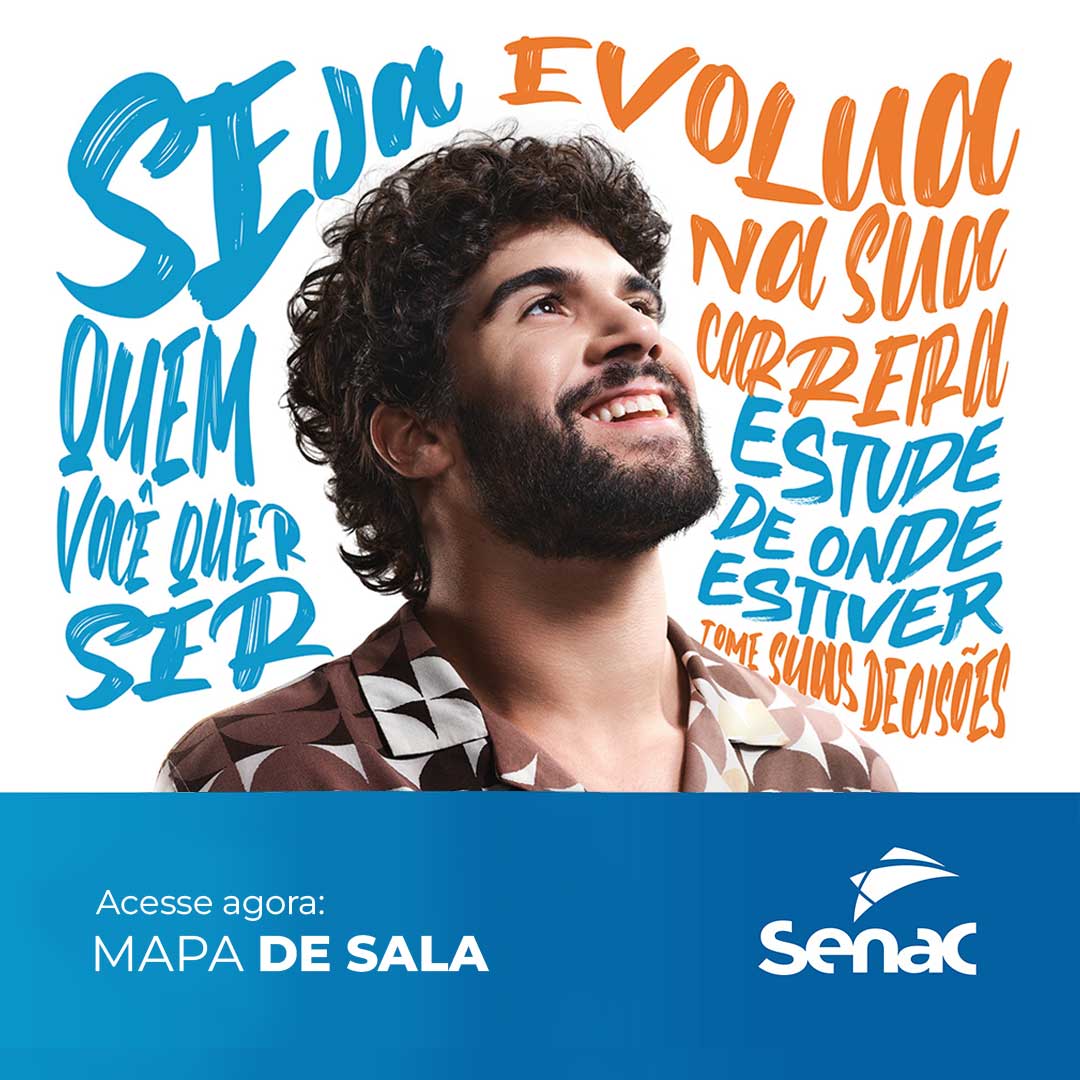 SEJA
QUEM
VOCÊ QUER
SER
EVOLUA
NA SUA
CARREIRA
ESTUDE
DE ONDE
ESTIVER
TOME SUAS DECISÕES
Acesse agora:
MAPA DE SALA
Senac